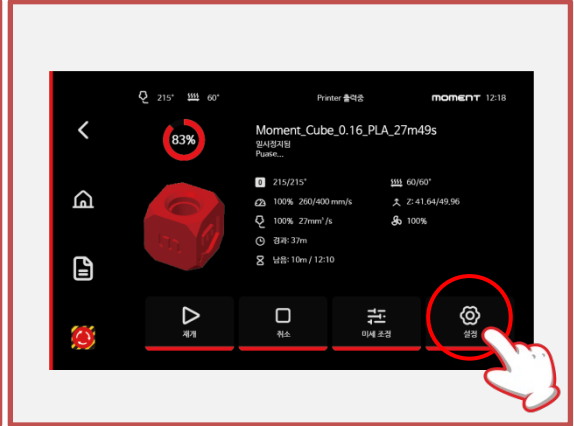 215° 60° Printer 출력중 moment 12:18
83%
Moment_Cube_0.16_PLA_27m49s
일시정지됨
Puase...
0 215/215° 60/60°
100% 260/400 mm/s Z: 41.64/49.96
100% 27mm³/s 100%
경과: 37m
남음: 10m / 12:10
재개 취소 미세 조정 설정